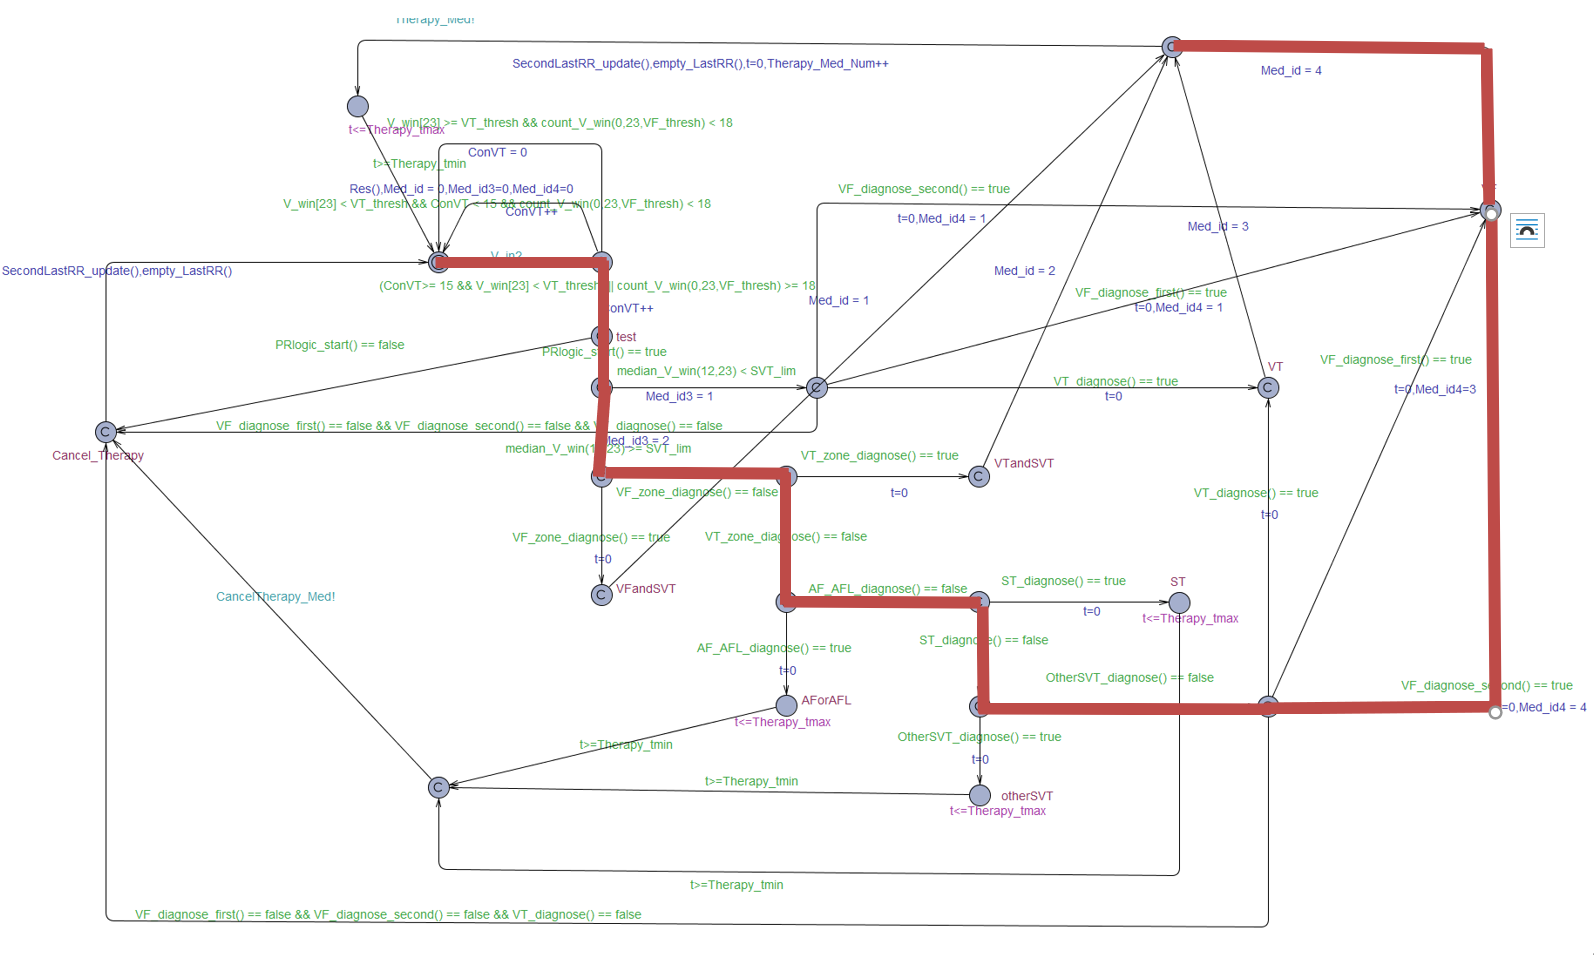 Therapy_Med!
SecondLastRR_update(),empty_LastRR(),t=0,Therapy_Med_Num++
Med_id = 4
V_win[23] >= VT_thresh && count_V_win(0,23,VF_thresh) < 18
t<=Therapy_tmax
ConVT = 0
t>=Therapy_tmin
Res(),Med_id = 0,Med_id3=0,Med_id4=0
VF_diagnose_second() == true
V_win[23] < VT_thresh && ConVT < 15 && count_V_win(0,23,VF_thresh) < 18
ConVT++
t=0,Med_id4 = 1
Med_id = 3
V_in?
SecondLastRR_update(),empty_LastRR()
Med_id = 2
(ConVT>= 15 && V_win[23] < VT_thresh || count_V_win(0,23,VF_thresh) >= 18
VF_diagnose_first() == true
Med_id = 1
ConVT++
t=0,Med_id4 = 1
test
PRlogic_start() == false
PRlogic_start() == true
VF_diagnose_first() == true
median_V_win(12,23) < SVT_lim
VT
VT_diagnose() == true
Med_id3 = 1
t=0
t=0,Med_id4=3
VF_diagnose_first() == false && VF_diagnose_second() == false && VT_diagnose() == false
Med_id3 = 2
Cancel_Therapy
median_V_win(12,23) >= SVT_lim
VT_zone_diagnose() == true
VTandSVT
VF_zone_diagnose() == false
t=0
VT_diagnose() == true
t=0
VF_zone_diagnose() == true
VT_zone_diagnose() == false
t=0
VFandSVT
AF_AFL_diagnose() == false
ST_diagnose() == true
ST
CancelTherapy_Med!
t=0
t<=Therapy_tmax
ST_diagnose() == false
AF_AFL_diagnose() == true
t=0
OtherSVT_diagnose() == false
VF_diagnose_second() == true
AForAFL
t=0,Med_id4 = 4
t<=Therapy_tmax
OtherSVT_diagnose() == true
t>=Therapy_tmin
t=0
t>=Therapy_tmin
otherSVT
t<=Therapy_tmax
t>=Therapy_tmin
VF_diagnose_first() == false && VF_diagnose_second() == false && VT_diagnose() == false